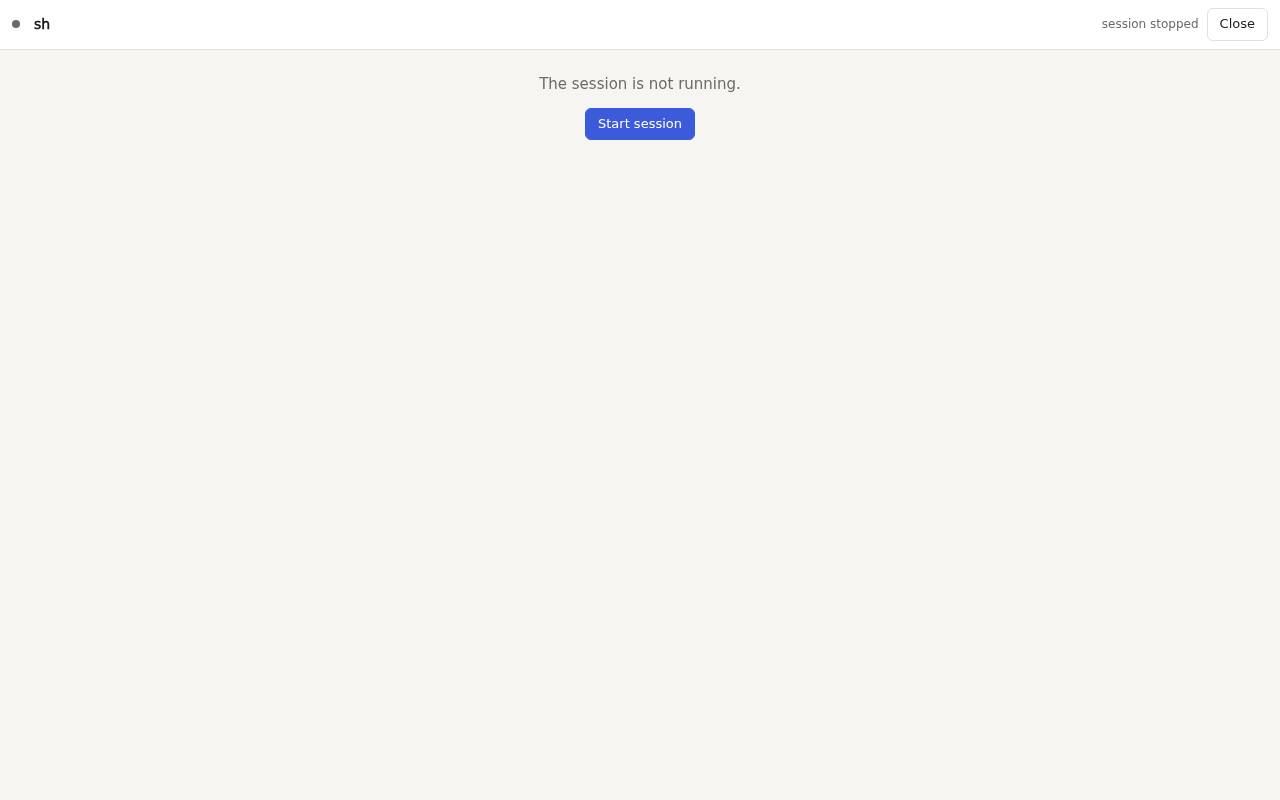 sh
session stopped
Close
The session is not running.
Start session